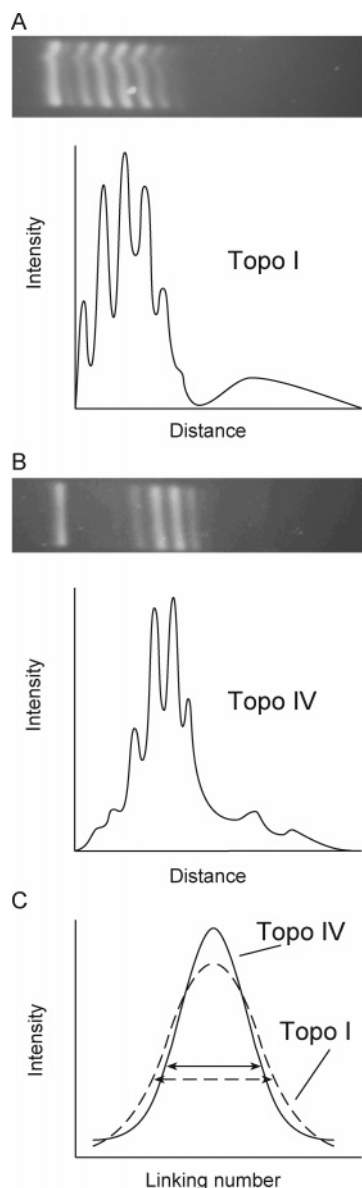 A
Intensity
Topo I
Distance
B
Intensity
Topo IV
Distance
C
Topo IV
Topo I
Intensity
Linking number